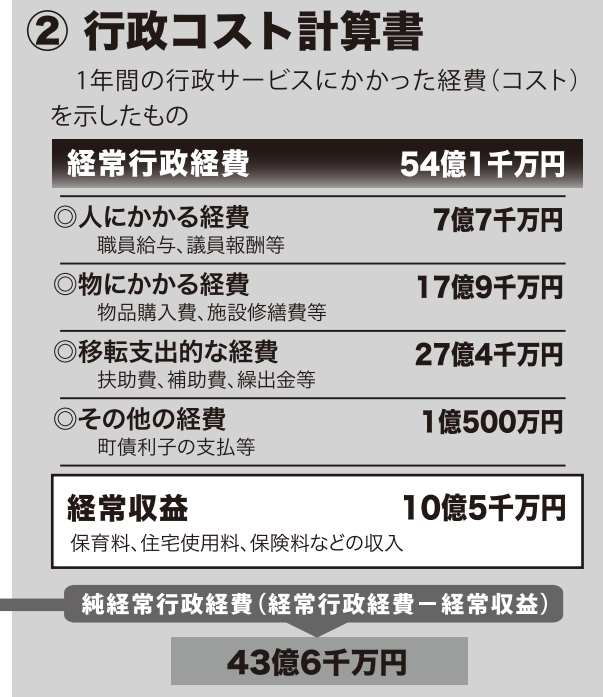 ② 行政コスト計算書
1年間の行政サービスにかかった経費(コスト)
を示したもの
経常行政経費 54億1千万円
◎人にかかる経費 7億7千万円
職員給与、議員報酬等
◎物にかかる経費 17億9千万円
物品購入費、施設修繕費等
◎移転支出的な経費 27億4千万円
扶助費、補助費、繰出金等
◎その他の経費 1億500万円
町債利子の支払等
経常収益 10億5千万円
保育料、住宅使用料、保険料などの収入
純経常行政経費(経常行政経費－経常収益)
43億6千万円